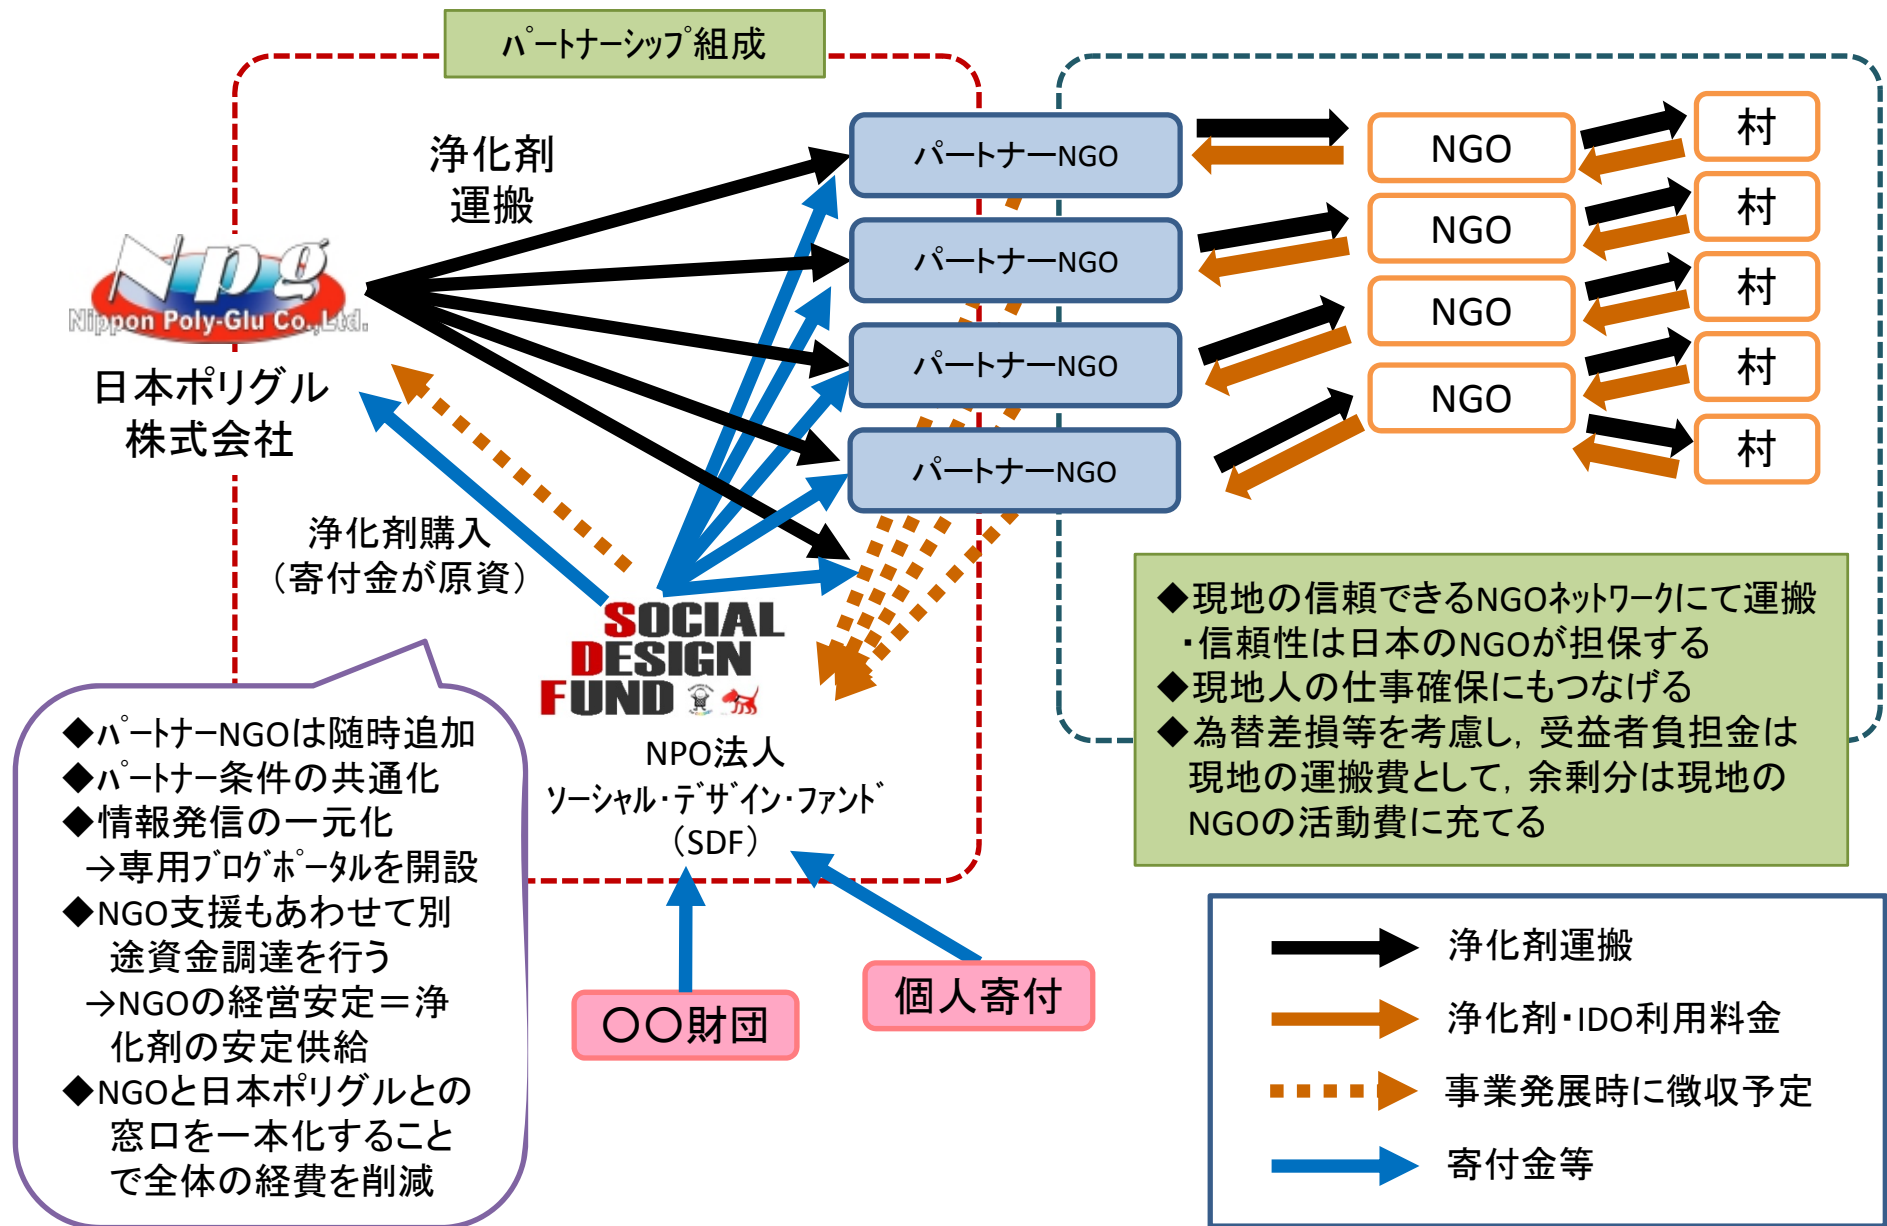 パートナーシップ組成
浄化剤
運搬
Npg
Nippon Poly-Glu Co.,Ltd.
日本ポリグル
株式会社
パートナーNGO
パートナーNGO
パートナーNGO
パートナーNGO
NGO
NGO
NGO
NGO
村
村
村
村
村
浄化剤購入
（寄付金が原資）
SOCIAL
DESIGN
FUND
NPO法人
ソーシャル・デザイン・ファンド
（SDF）
◆現地の信頼できるNGOネットワークにて運搬
・信頼性は日本のNGOが担保する
◆現地人の仕事確保にもつなげる
◆為替差損等を考慮し，受益者負担金は
現地の運搬費として，余剰分は現地の
NGOの活動費に充てる
◆パートナーNGOは随時追加
◆パートナー条件の共通化
◆情報発信の一元化
→専用ブログポータルを開設
◆NGO支援もあわせて別
途資金調達を行う
→NGOの経営安定＝浄
化剤の安定供給
◆NGOと日本ポリグルとの
窓口を一本化すること
で全体の経費を削減
〇〇財団
個人寄付
浄化剤運搬
浄化剤・IDO利用料金
事業発展時に徴収予定
寄付金等